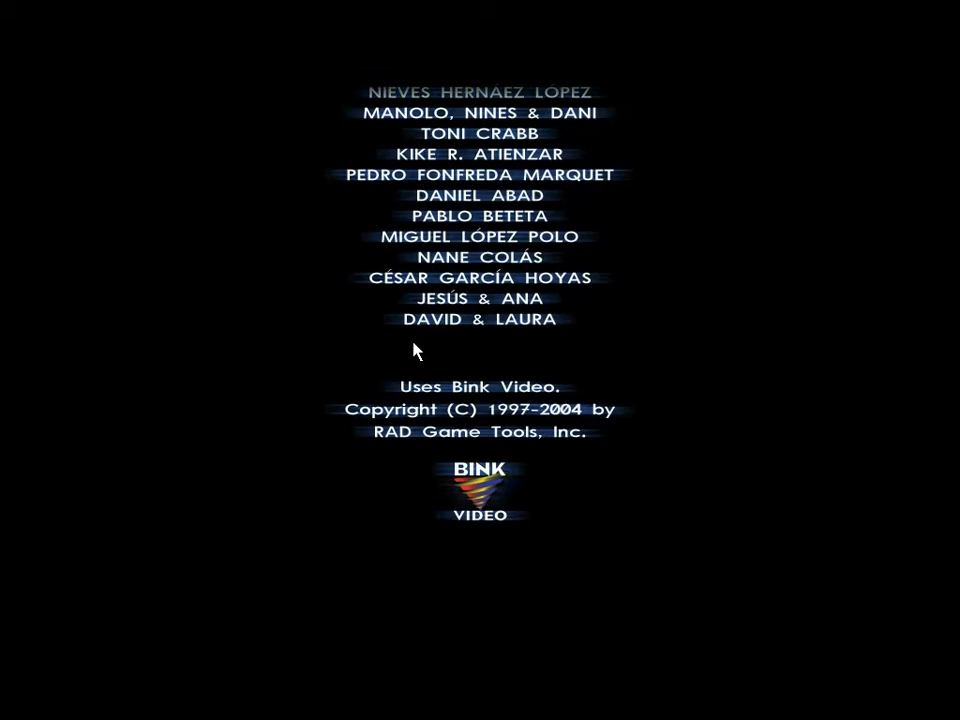 NIEVES HERNÁEZ LÓPEZ
MANOLO, NINES & DANI
TONI CRABB
KIKE R. ATIENZAR
PEDRO FONFREDA MARQUET
DANIEL ABAD
PABLO BETETA
MIGUEL LÓPEZ POLO
NANE COLÁS
CÉSAR GARCÍA HOYAS
JESÚS & ANA
DAVID & LAURA
Uses Bink Video.
Copyright (C) 1997-2004 by
RAD Game Tools, Inc.
BINK
VIDEO